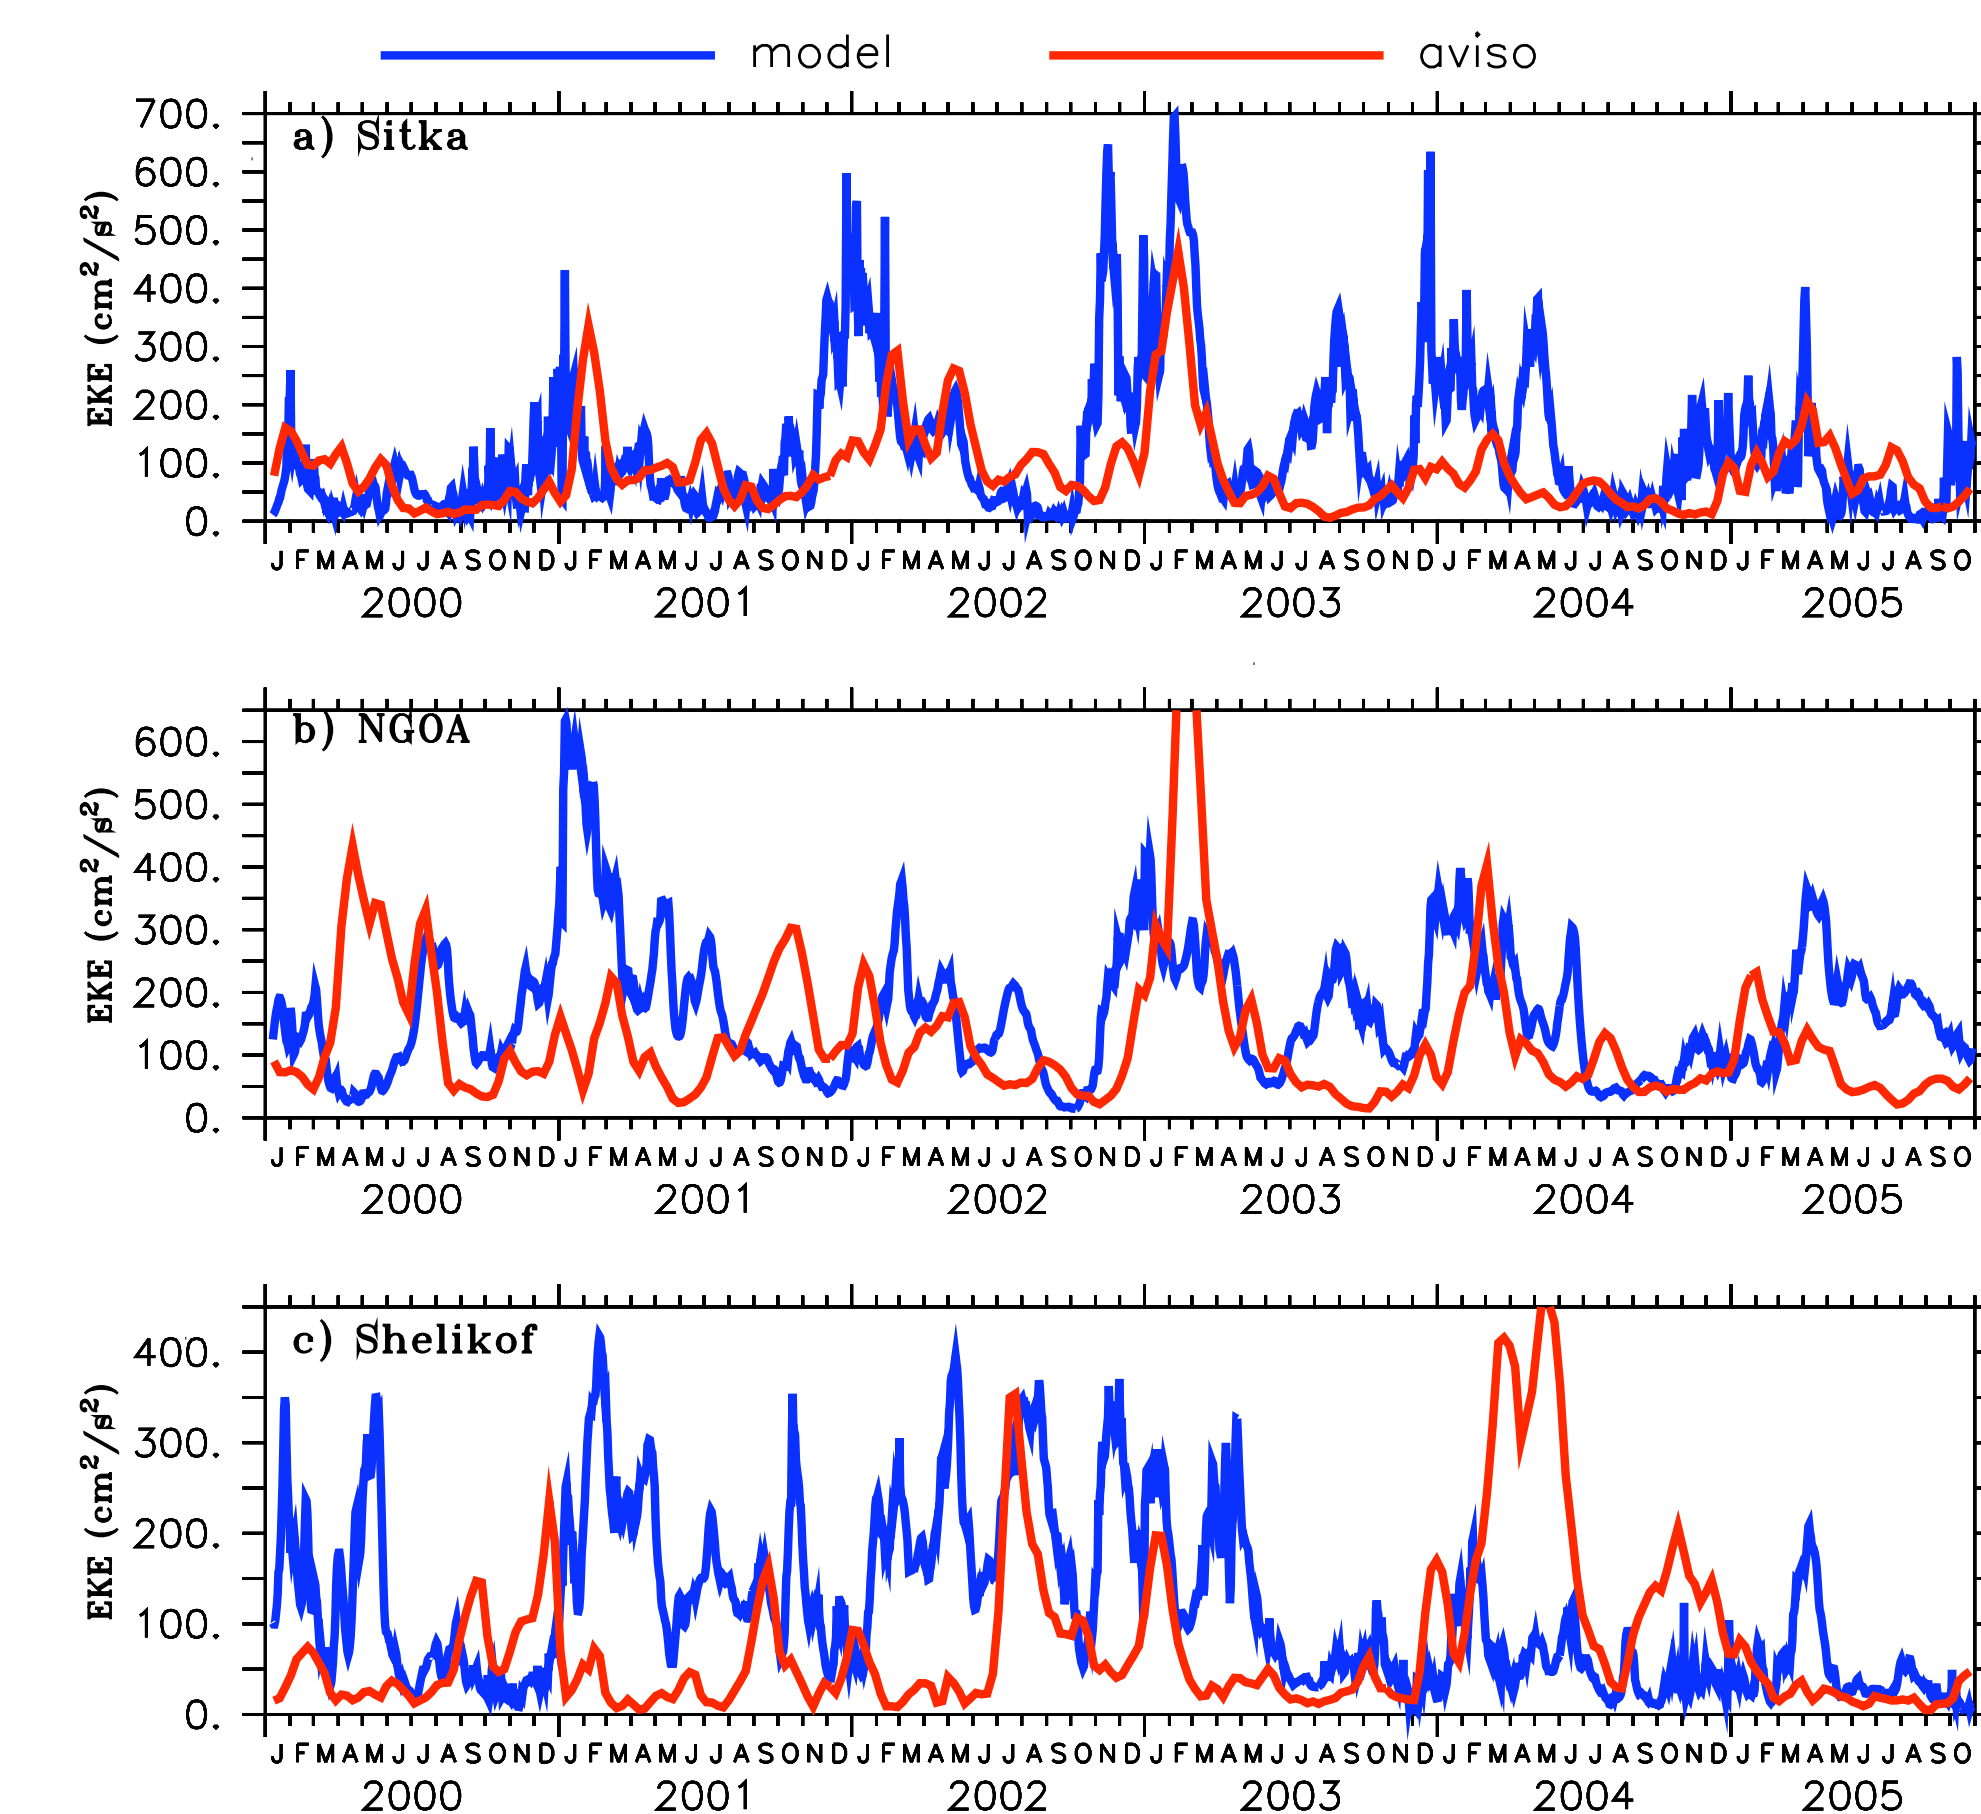 model aviso
a) Sitka
EKE (cm²/s²)
700.
600.
500.
400.
300.
200.
100.
0.
J F M A M J J A S O N D J F M A M J J A S O N D J F M A M J J A S O N D J F M A M J J A S O N D J F M A M J J A S O N D J F M A M J J A S O
2000 2001 2002 2003 2004 2005
b) NGOA
EKE (cm²/s²)
600.
500.
400.
300.
200.
100.
0.
J F M A M J J A S O N D J F M A M J J A S O N D J F M A M J J A S O N D J F M A M J J A S O N D J F M A M J J A S O N D J F M A M J J A S O
2000 2001 2002 2003 2004 2005
c) Shelikof
EKE (cm²/s²)
400.
300.
200.
100.
0.
J F M A M J J A S O N D J F M A M J J A S O N D J F M A M J J A S O N D J F M A M J J A S O N D J F M A M J J A S O N D J F M A M J J A S O
2000 2001 2002 2003 2004 2005